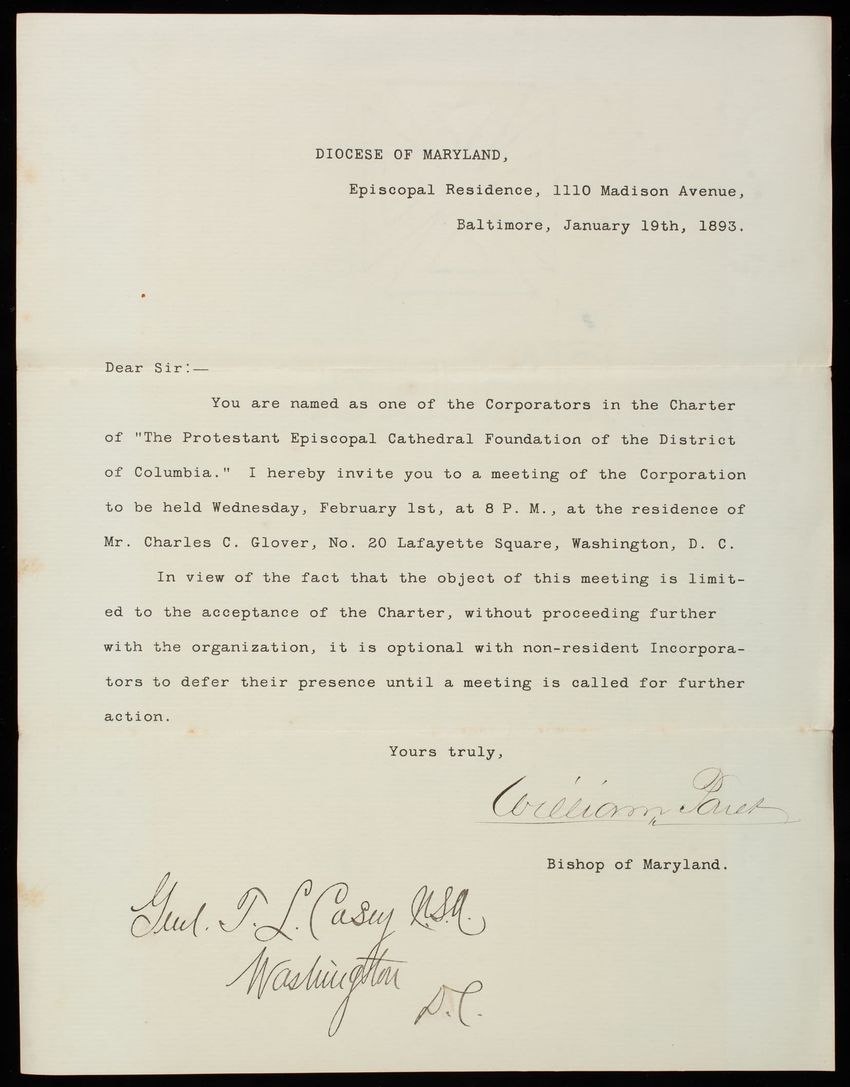 DIOCESE OF MARYLAND,
Episcopal Residence, 1110 Madison Avenue,
Baltimore, January 19th, 1893.
Dear Sir:—
You are named as one of the Corporators in the Charter
of "The Protestant Episcopal Cathedral Foundation of the District
of Columbia." I hereby invite you to a meeting of the Corporation
to be held Wednesday, February 1st, at 8 P. M., at the residence of
Mr. Charles C. Glover, No. 20 Lafayette Square, Washington, D. C.
In view of the fact that the object of this meeting is limit-
ed to the acceptance of the Charter, without proceeding further
with the organization, it is optional with non-resident Incorpora-
tors to defer their presence until a meeting is called for further
action.
Yours truly,
William Paret
Bishop of Maryland.
Genl. T. L. Casey U.S.A.
Washington
D.C.